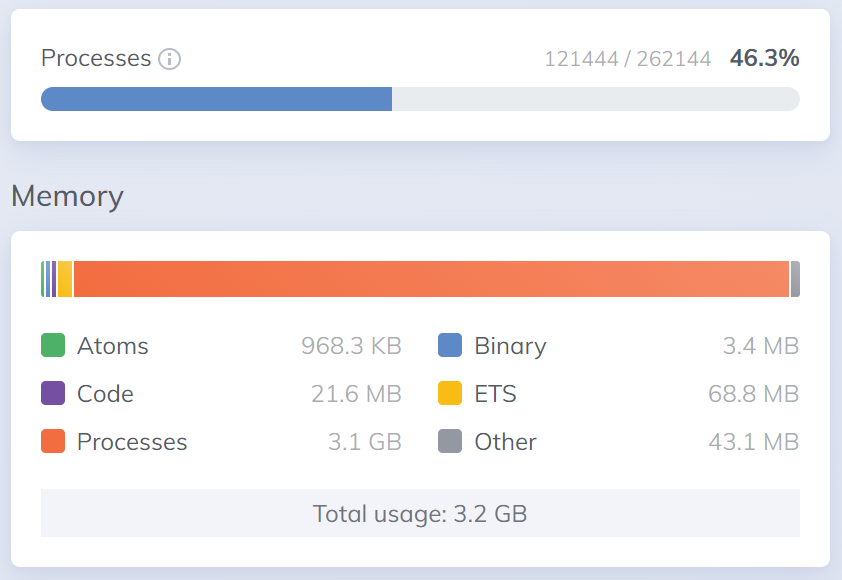 Processes 121444 / 262144 46.3%
Memory
Atoms 968.3 KB Binary 3.4 MB
Code 21.6 MB ETS 68.8 MB
Processes 3.1 GB Other 43.1 MB
Total usage: 3.2 GB